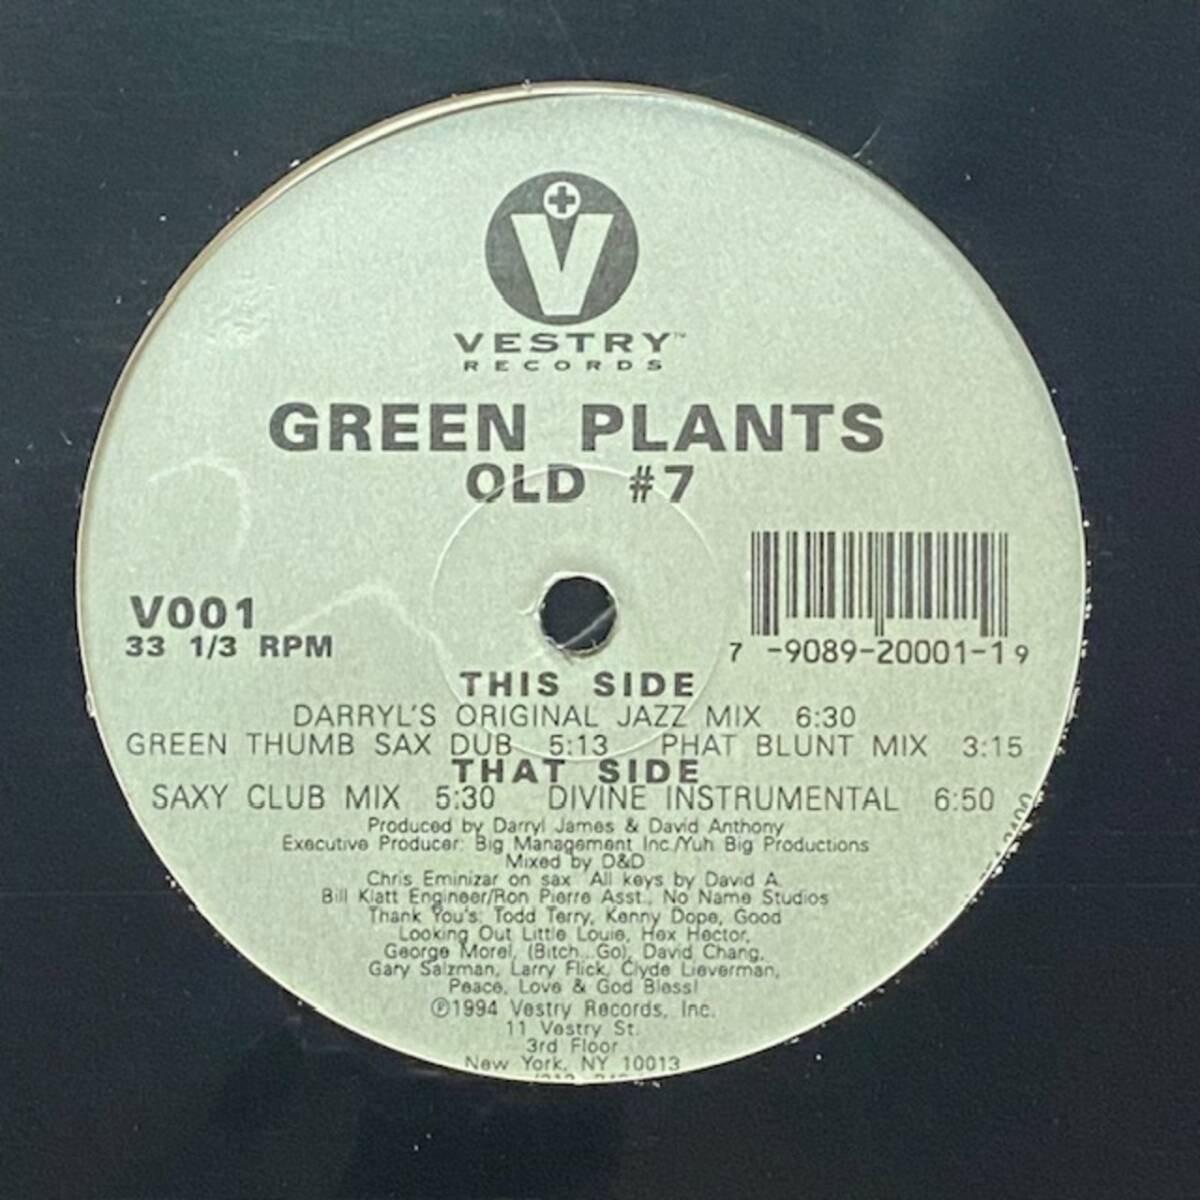 V
VESTRY™
RECORDS
GREEN PLANTS
OLD #7
V001
33 1/3 RPM
7 -9089-20001-1 9
THIS SIDE
DARRYL'S ORIGINAL JAZZ MIX 6:30
GREEN THUMB SAX DUB 5:13 PHAT BLUNT MIX 3:15
THAT SIDE
SAXY CLUB MIX 5:30 DIVINE INSTRUMENTAL 6:50
Produced by Darryl James & David Anthony
Executive Producer: Big Management Inc./Yuh Big Productions
Mixed by D&D
Chris Eminizar on sax All keys by David A.
Bill Klatt Engineer/Ron Pierre Asst., No Name Studios
Thank You's: Todd Terry, Kenny Dope, Good
Looking Out Little Louie, Hex Hector,
George Morel, (Bitch...Go), David Chang,
Gary Salzman, Larry Flick, Clyde Lieverman,
Peace, Love & God Bless!
℗1994 Vestry Records, Inc.
11 Vestry St.
3rd Floor
New York, NY 10013